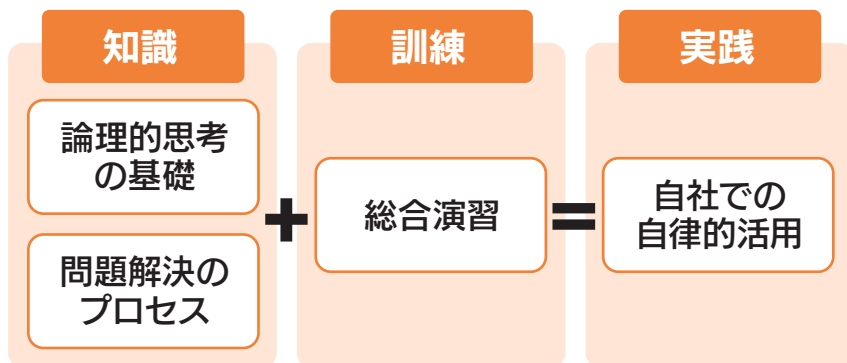 知識
論理的思考
の基礎
問題解決の
プロセス
+
訓練
総合演習
=
実践
自社での
自律的活用